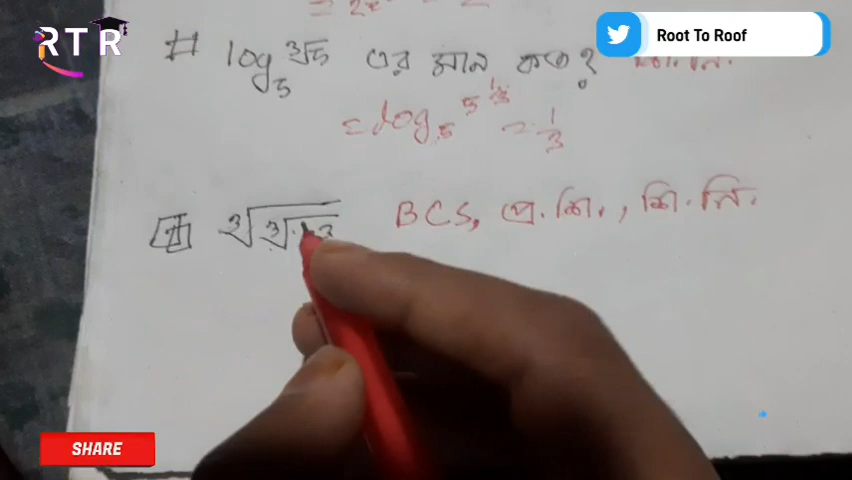 RTR
Root To Roof
# log₅ ∛5 এর মান কত?
= log₅ 5^(1/3) = 1/3
∛∛ BCS, প্র. শি., শি. নি.
SHARE